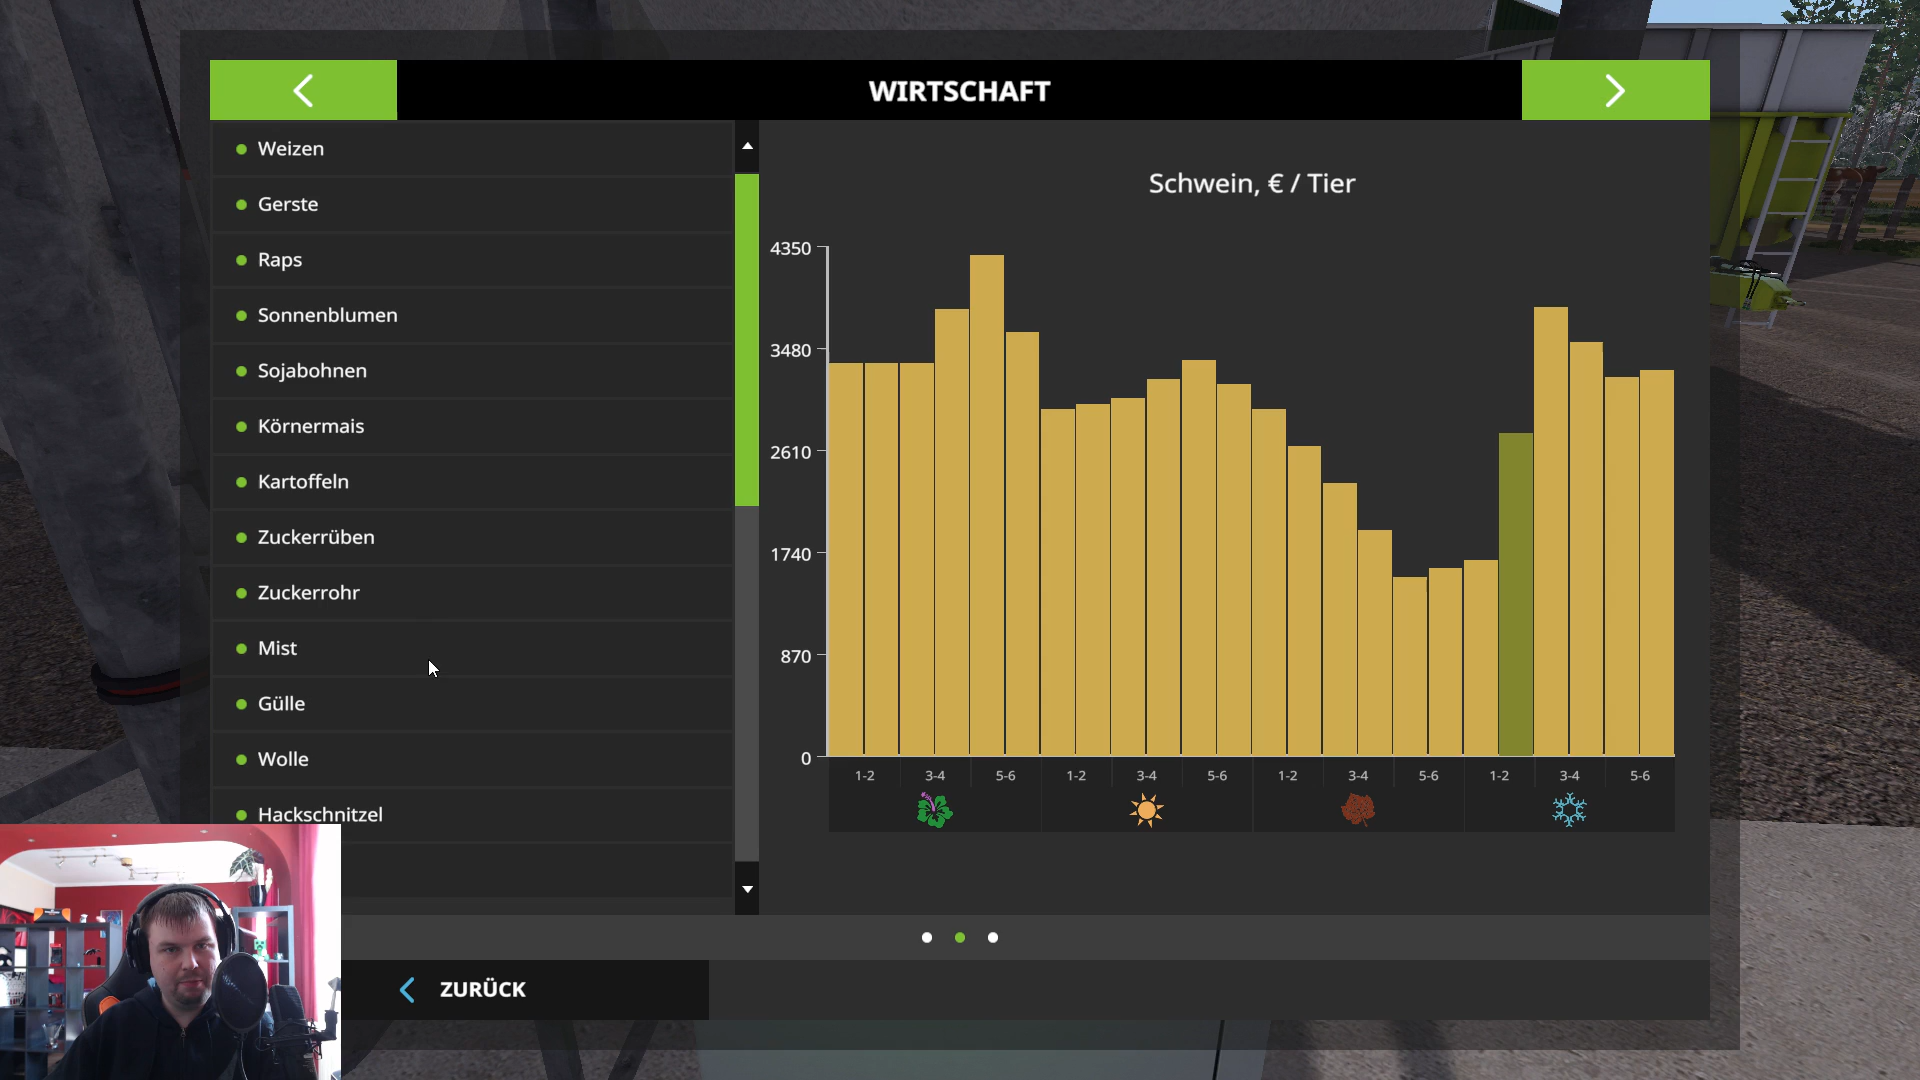 WIRTSCHAFT
Weizen
Gerste
Raps
Sonnenblumen
Sojabohnen
Körnermais
Kartoffeln
Zuckerrüben
Zuckerrohr
Mist
Gülle
Wolle
Hackschnitzel
Schwein, € / Tier
4350
3480
2610
1740
870
0
1-2 3-4 5-6 1-2 3-4 5-6 1-2 3-4 5-6 1-2 3-4 5-6
ZURÜCK